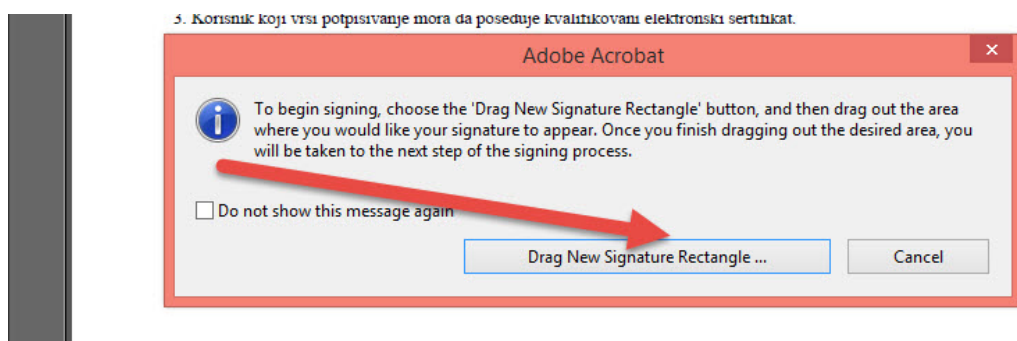 3. Korisnik koji vrsi potpisivanje mora da poseduje kvalifikovani elektronski sertifikat.
Adobe Acrobat
To begin signing, choose the 'Drag New Signature Rectangle' button, and then drag out the area
where you would like your signature to appear. Once you finish dragging out the desired area, you
will be taken to the next step of the signing process.
Do not show this message again
Drag New Signature Rectangle ...
Cancel